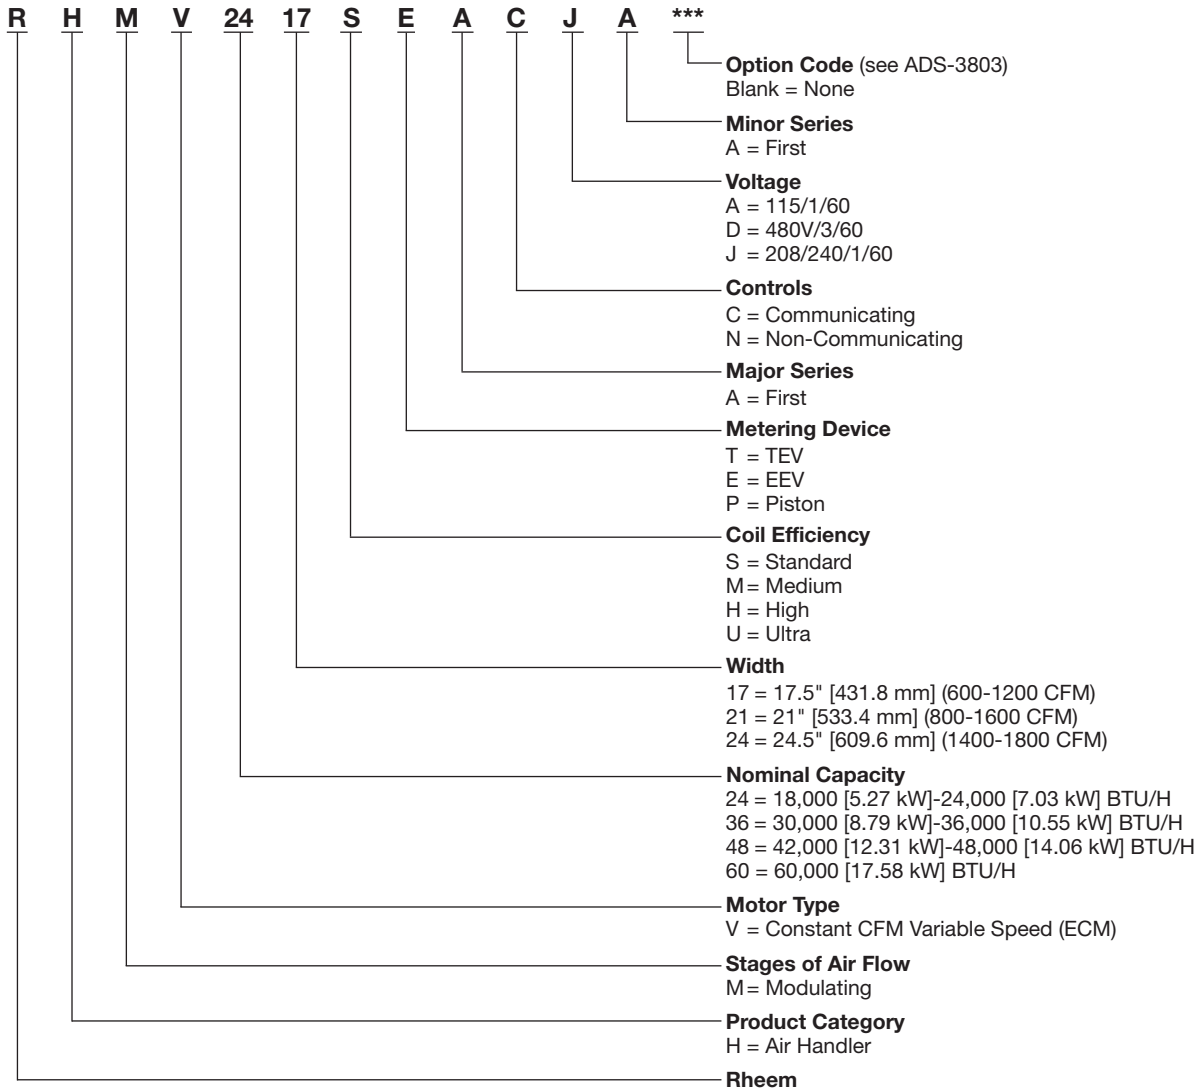 R H M V 24 17 S E A C J A ***
Option Code (see ADS-3803)
Blank = None
Minor Series
A = First
Voltage
A = 115/1/60
D = 480V/3/60
J = 208/240/1/60
Controls
C = Communicating
N = Non-Communicating
Major Series
A = First
Metering Device
T = TEV
E = EEV
P = Piston
Coil Efficiency
S = Standard
M = Medium
H = High
U = Ultra
Width
17 = 17.5" [431.8 mm] (600-1200 CFM)
21 = 21" [533.4 mm] (800-1600 CFM)
24 = 24.5" [609.6 mm] (1400-1800 CFM)
Nominal Capacity
24 = 18,000 [5.27 kW]-24,000 [7.03 kW] BTU/H
36 = 30,000 [8.79 kW]-36,000 [10.55 kW] BTU/H
48 = 42,000 [12.31 kW]-48,000 [14.06 kW] BTU/H
60 = 60,000 [17.58 kW] BTU/H
Motor Type
V = Constant CFM Variable Speed (ECM)
Stages of Air Flow
M = Modulating
Product Category
H = Air Handler
Rheem